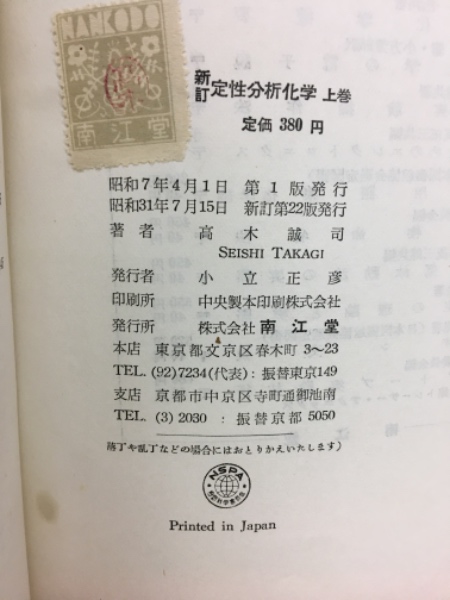 NANKODO
南江堂
新訂 定性分析化学 上巻
定価 380 円
昭和7年4月1日 第1版発行
昭和31年7月15日 新訂第22版発行
著者 高木誠司
SEISHI TAKAGI
発行者 小立正彦
印刷所 中央製本印刷株式会社
発行所 株式会社 南江堂
本店 東京都文京区春木町 3〜23
TEL. (92)7234(代表) : 振替東京149
支店 京都市中京区寺町通御池南
TEL. (3) 2030 : 振替京都 5050
落丁や乱丁などの場合にはおとりかえいたします)
NSPA
Printed in Japan